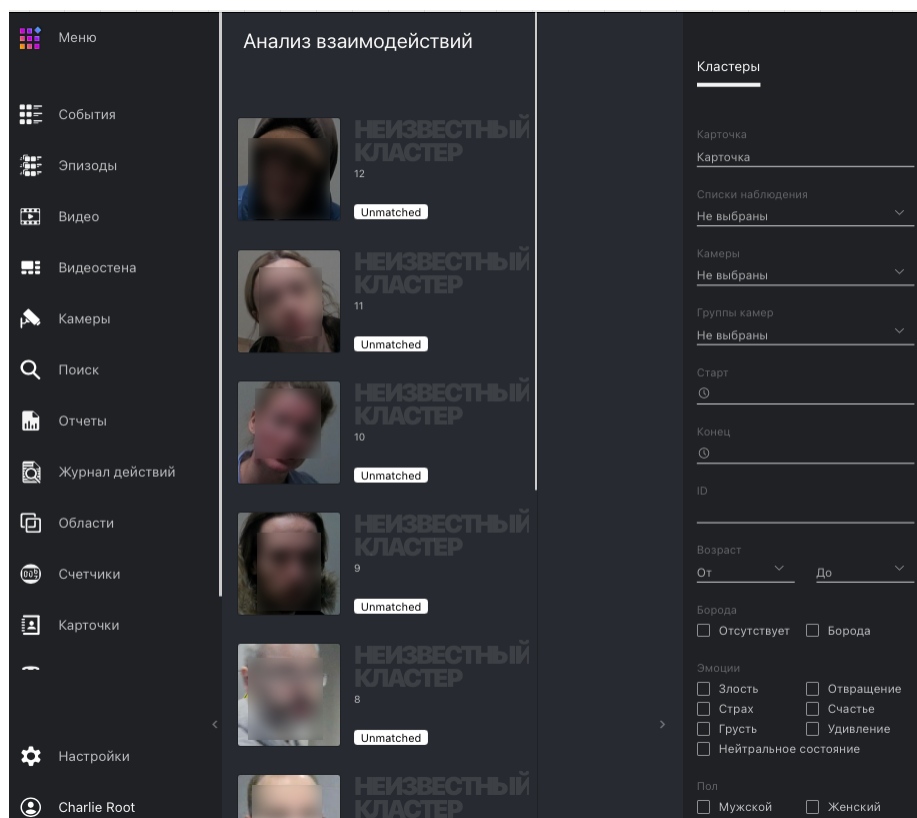 Меню
События
Эпизоды
Видео
Видеостена
Камеры
Поиск
Отчеты
Журнал действий
Области
Счетчики
Карточки
Настройки
Charlie Root
Анализ взаимодействий
НЕИЗВЕСТНЫЙ
КЛАСТЕР
12
Unmatched
НЕИЗВЕСТНЫЙ
КЛАСТЕР
11
Unmatched
НЕИЗВЕСТНЫЙ
КЛАСТЕР
10
Unmatched
НЕИЗВЕСТНЫЙ
КЛАСТЕР
9
Unmatched
НЕИЗВЕСТНЫЙ
КЛАСТЕР
8
Unmatched
НЕИЗВЕСТНЫЙ
КЛАСТЕР
Кластеры
Карточка
Карточка
Списки наблюдения
Не выбраны
Камеры
Не выбраны
Группы камер
Не выбраны
Старт
Конец
ID
Возраст
От До
Борода
Отсутствует Борода
Эмоции
Злость Отвращение
Страх Счастье
Грусть Удивление
Нейтральное состояние
Пол
Мужской Женский